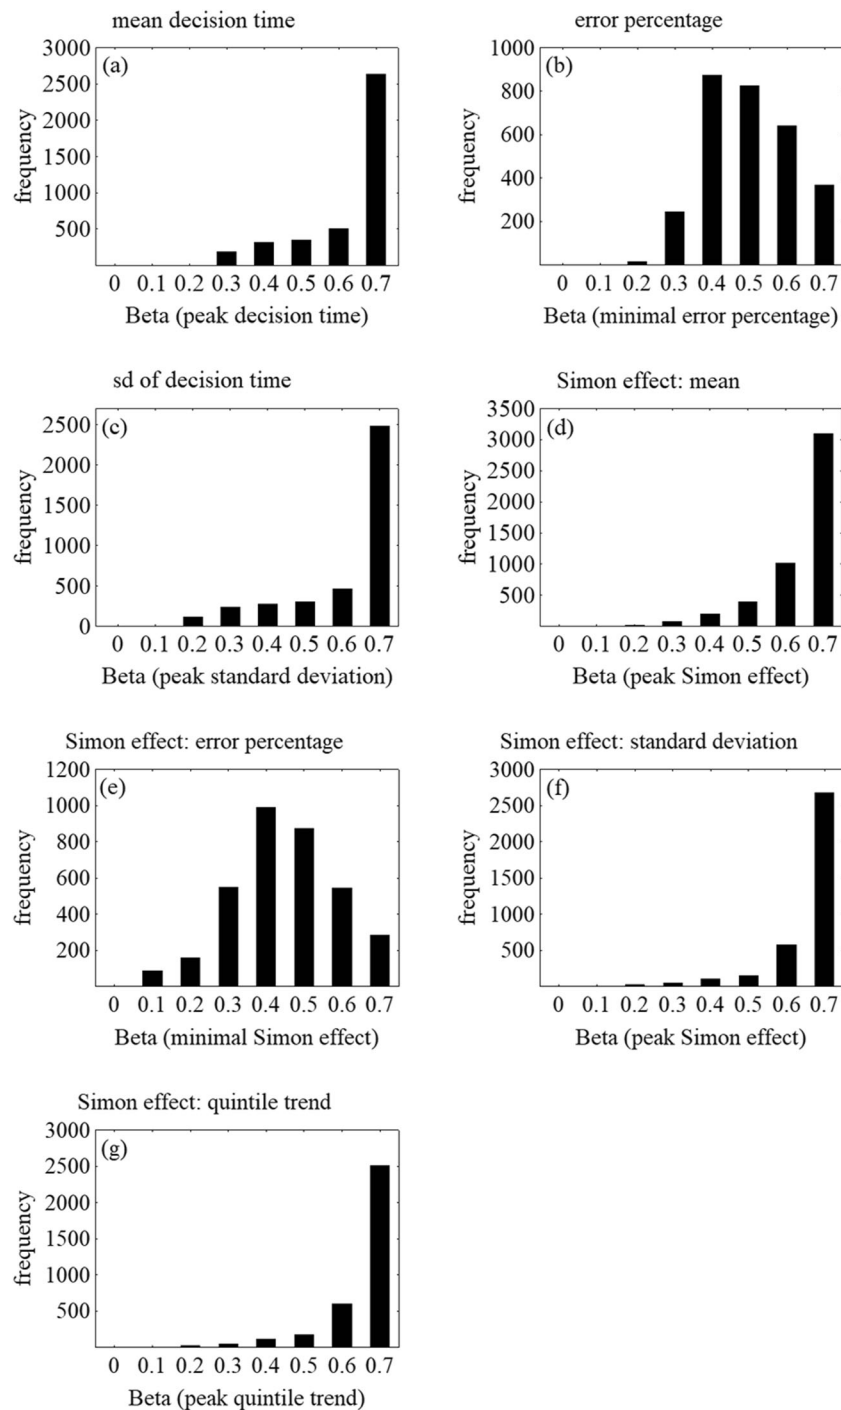 mean decision time
(a)
3000
2500
2000
1500
1000
500
frequency
0 0.1 0.2 0.3 0.4 0.5 0.6 0.7
Beta (peak decision time)
error percentage
(b)
1000
800
600
400
200
frequency
0 0.1 0.2 0.3 0.4 0.5 0.6 0.7
Beta (minimal error percentage)
sd of decision time
(c)
2500
2000
1500
1000
500
0
frequency
0 0.1 0.2 0.3 0.4 0.5 0.6 0.7
Beta (peak standard deviation)
Simon effect: mean
(d)
3500
3000
2500
2000
1500
1000
500
frequency
0 0.1 0.2 0.3 0.4 0.5 0.6 0.7
Beta (peak Simon effect)
Simon effect: error percentage
(e)
1200
1000
800
600
400
200
frequency
0 0.1 0.2 0.3 0.4 0.5 0.6 0.7
Beta (minimal Simon effect)
Simon effect: standard deviation
(f)
3000
2500
2000
1500
1000
500
frequency
0 0.1 0.2 0.3 0.4 0.5 0.6 0.7
Beta (peak Simon effect)
Simon effect: quintile trend
(g)
3000
2500
2000
1500
1000
500
frequency
0 0.1 0.2 0.3 0.4 0.5 0.6 0.7
Beta (peak quintile trend)